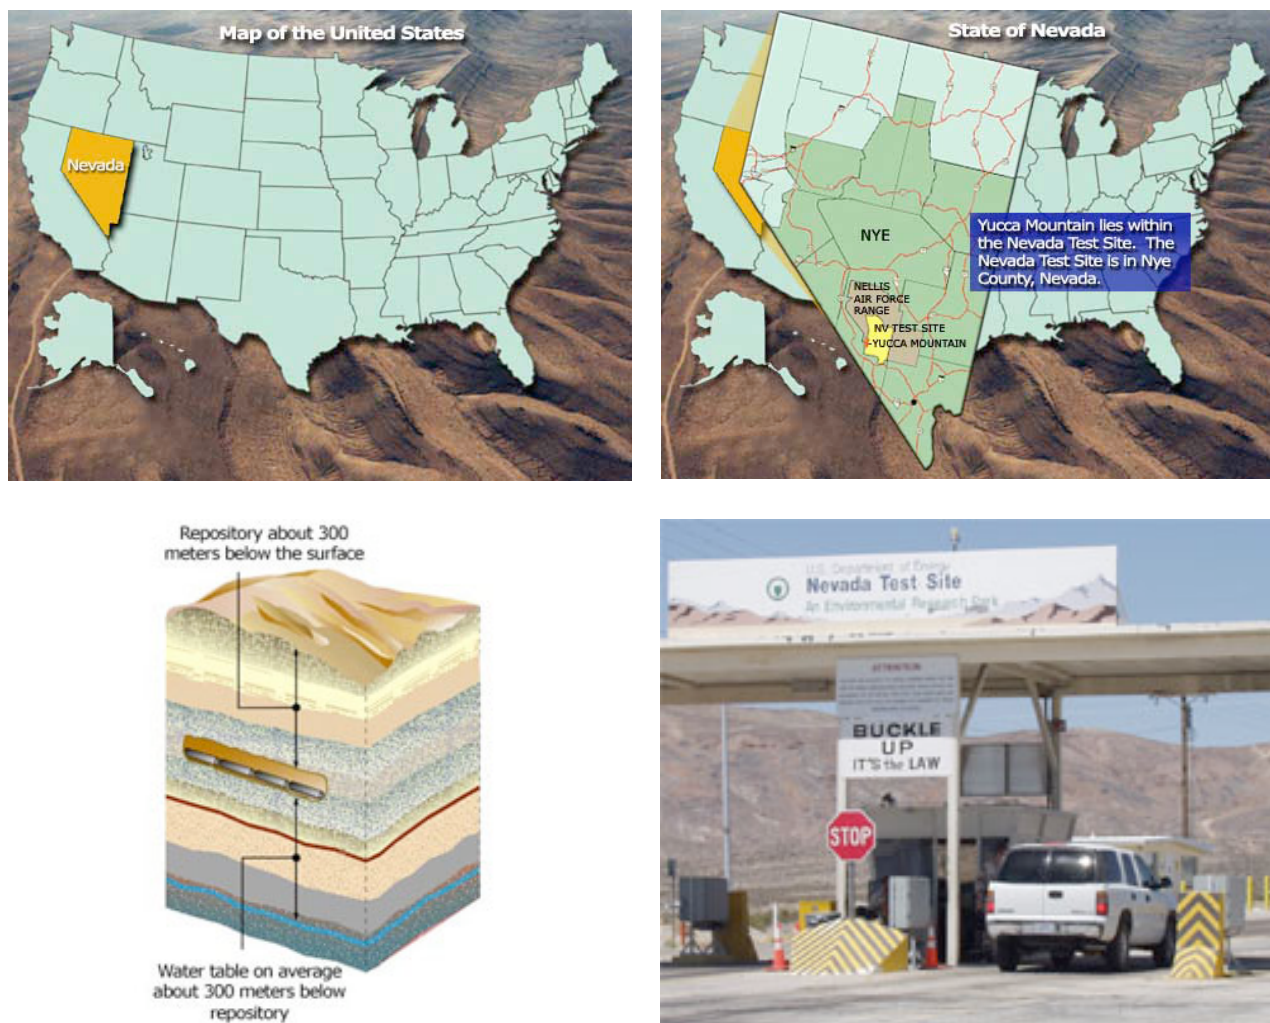 Map of the United States
Nevada
State of Nevada
NYE
Yucca Mountain lies within
the Nevada Test Site. The
Nevada Test Site is in Nye
County, Nevada.
NELLIS
AIR FORCE
RANGE
NV TEST SITE
YUCCA MOUNTAIN
Repository about 300
meters below the surface
Water table on average
about 300 meters below
repository
U.S. Department of Energy
Nevada Test Site
An Environmental Research Park
ATTENTION
BUCKLE
UP
IT'S the LAW
STOP